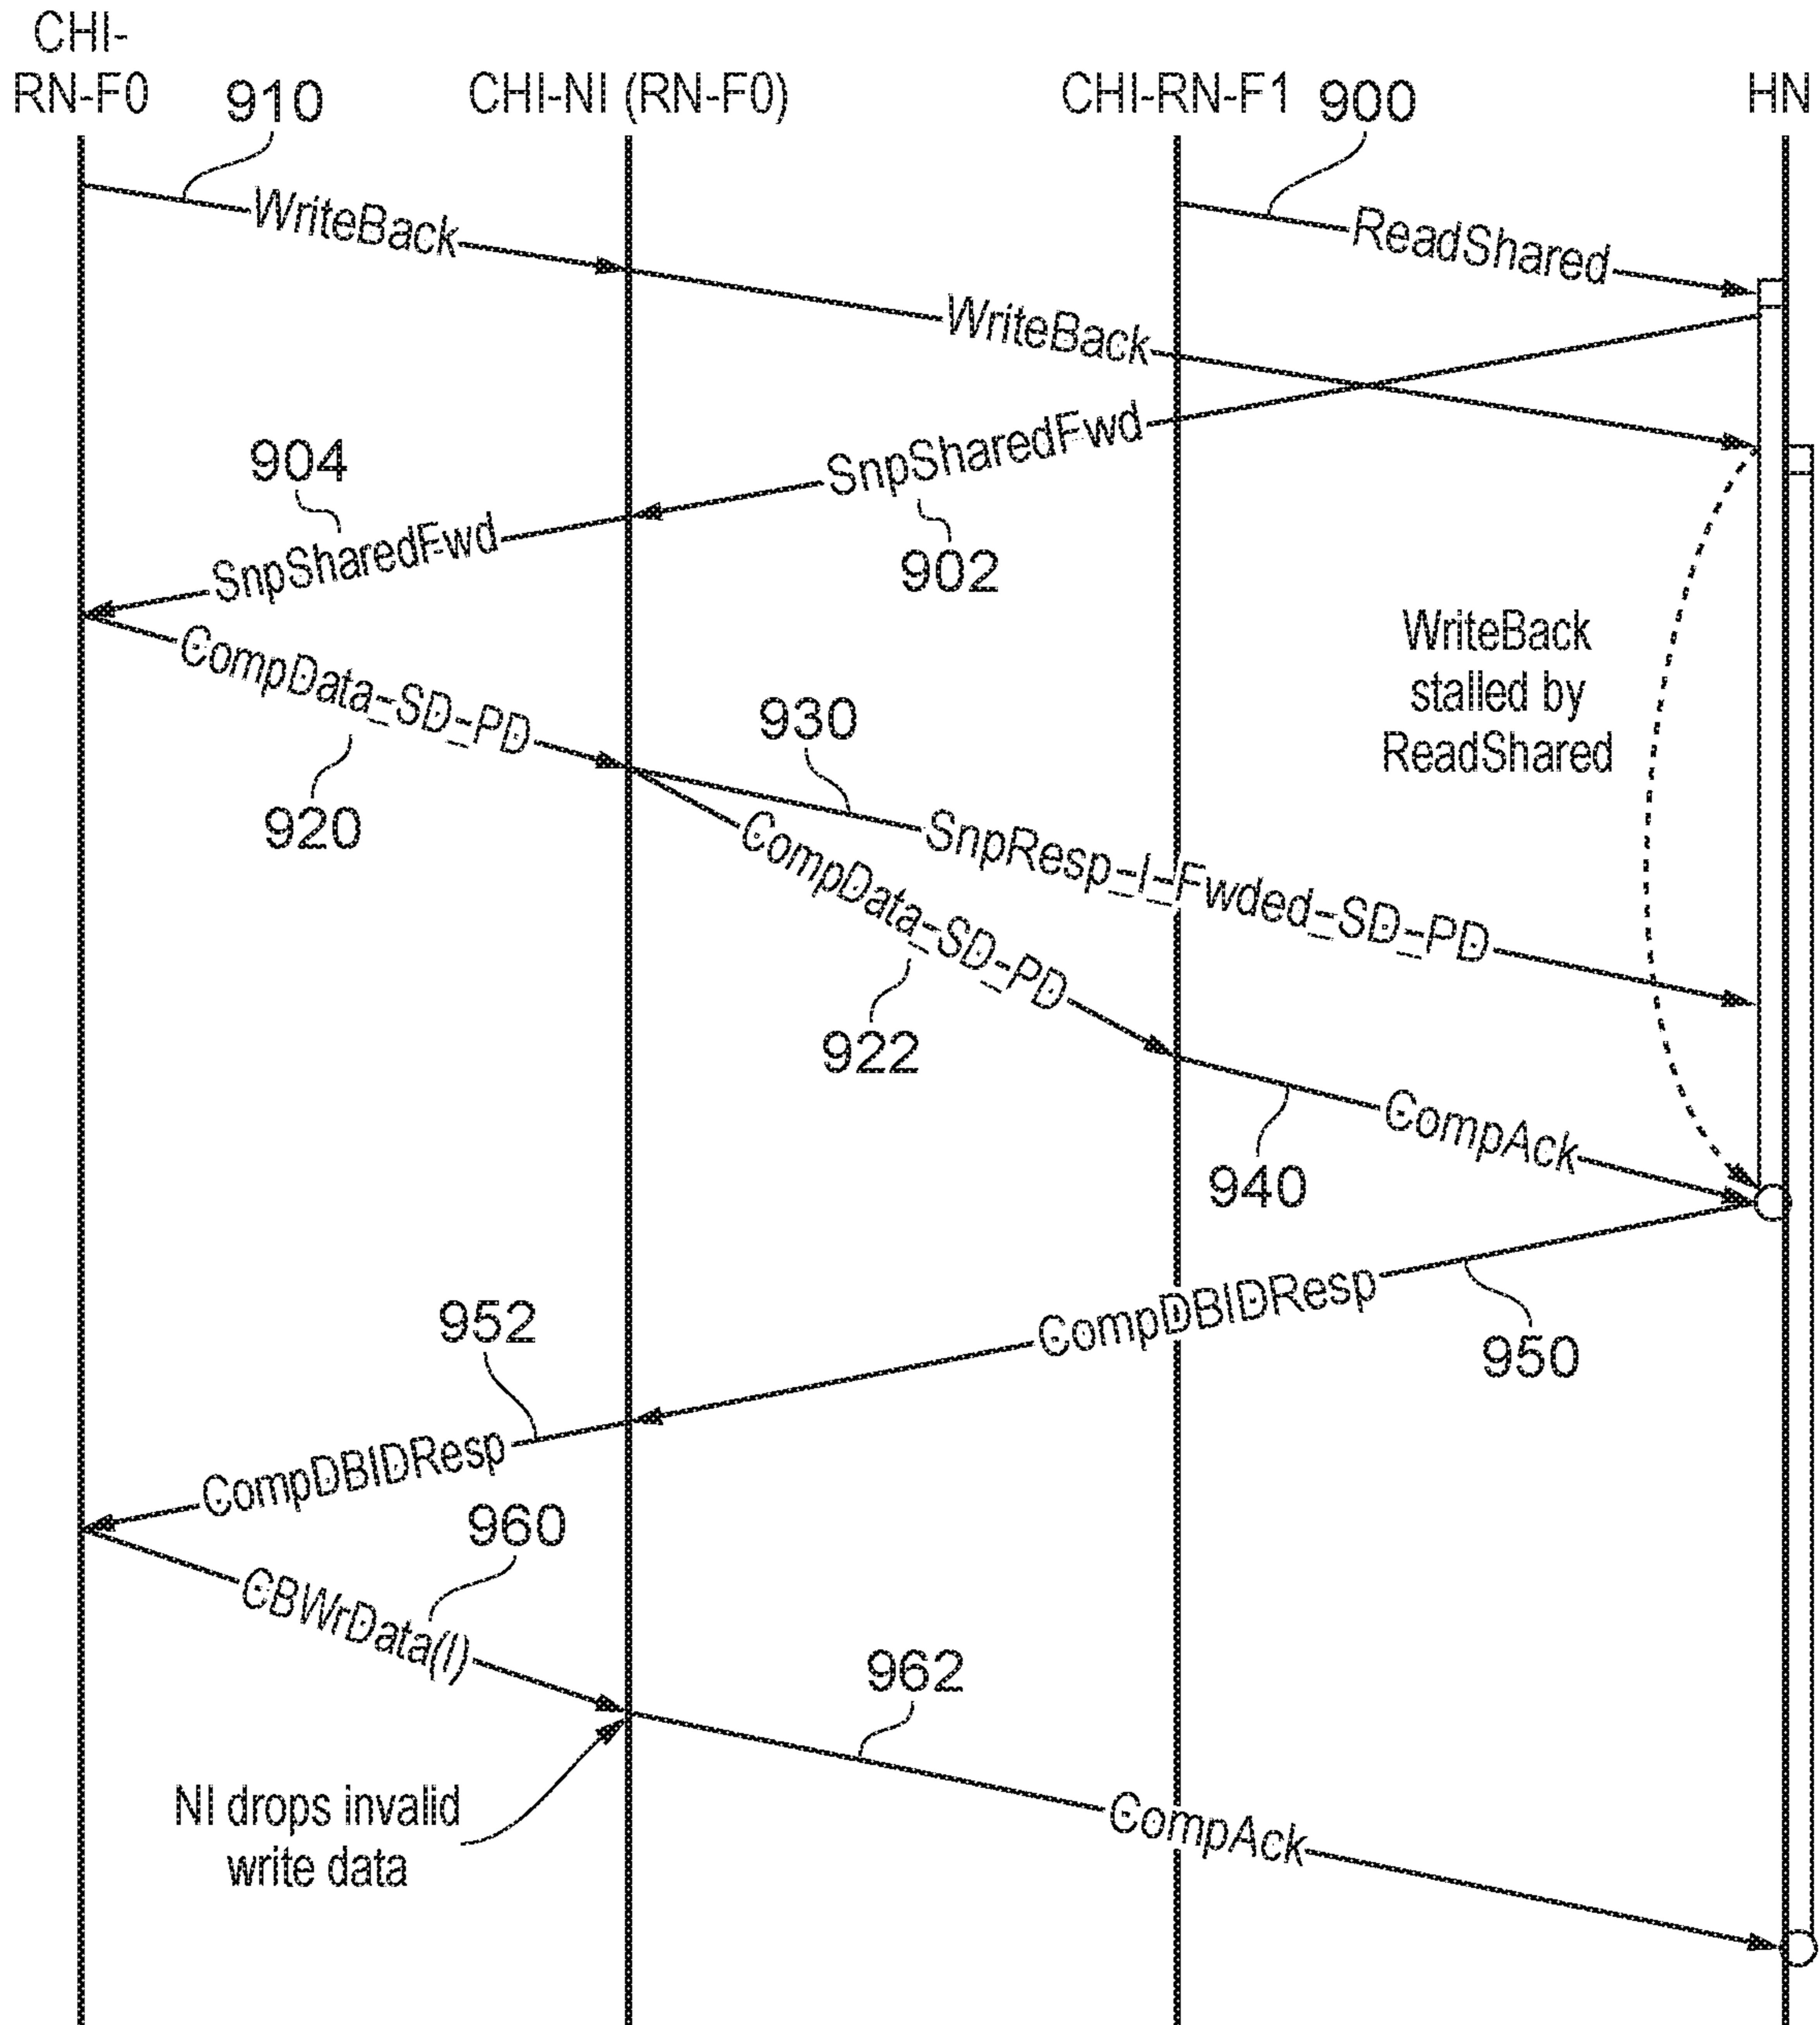 CHI-
RN-F0
CHI-NI (RN-F0)
CHI-RN-F1
HN
910
900
WriteBack
ReadShared
WriteBack
SnpSharedFwd
904
902
SnpSharedFwd
WriteBack
stalled by
ReadShared
CompData_SD_PD
930
920
SnpResp_I_Fwded_SD_PD
CompData_SD_PD
922
CompAck
940
CompDBIDResp
952
950
CompDBIDResp
960
CBWrData(I)
962
NI drops invalid
write data
CompAck